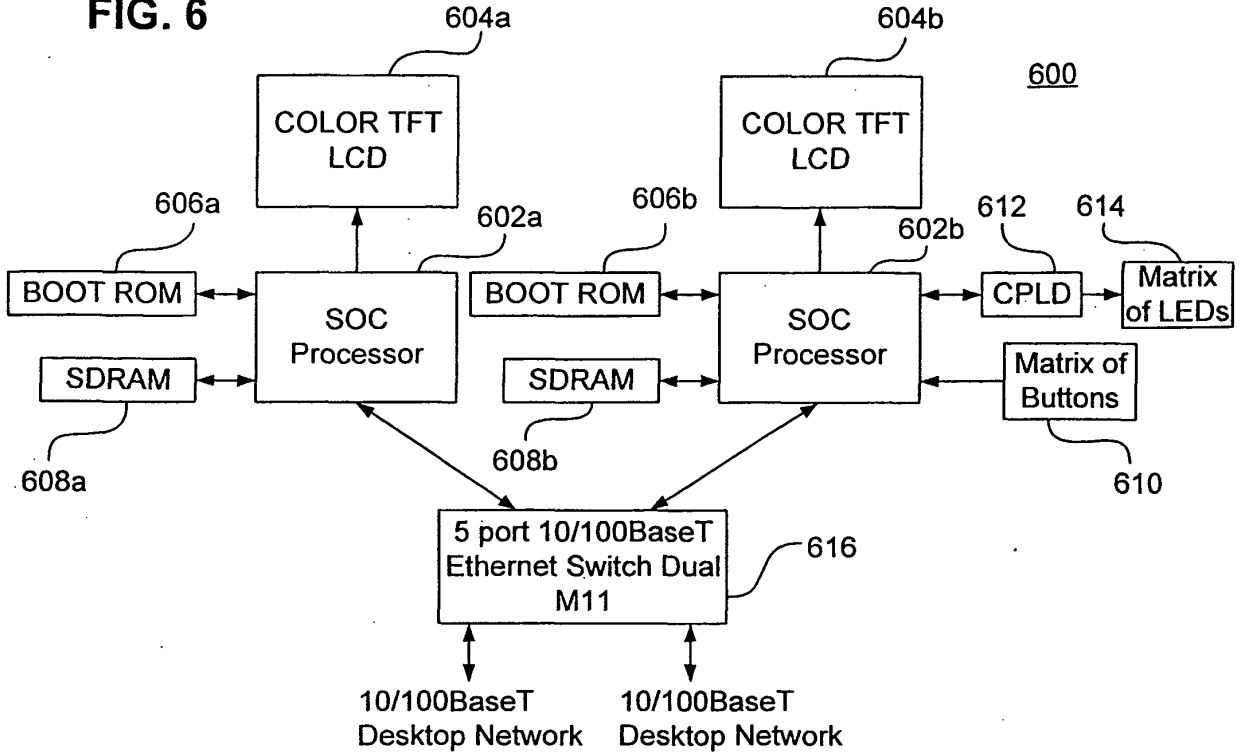 FIG. 6
604a
604b
600
COLOR TFT
LCD
COLOR TFT
LCD
606a
602a
606b
602b
612
614
BOOT ROM
SOC
Processor
BOOT ROM
SOC
Processor
CPLD
Matrix
of LEDs
SDRAM
SDRAM
Matrix of
Buttons
608a
608b
610
5 port 10/100BaseT
Ethernet Switch Dual
M11
616
10/100BaseT
Desktop Network
10/100BaseT
Desktop Network